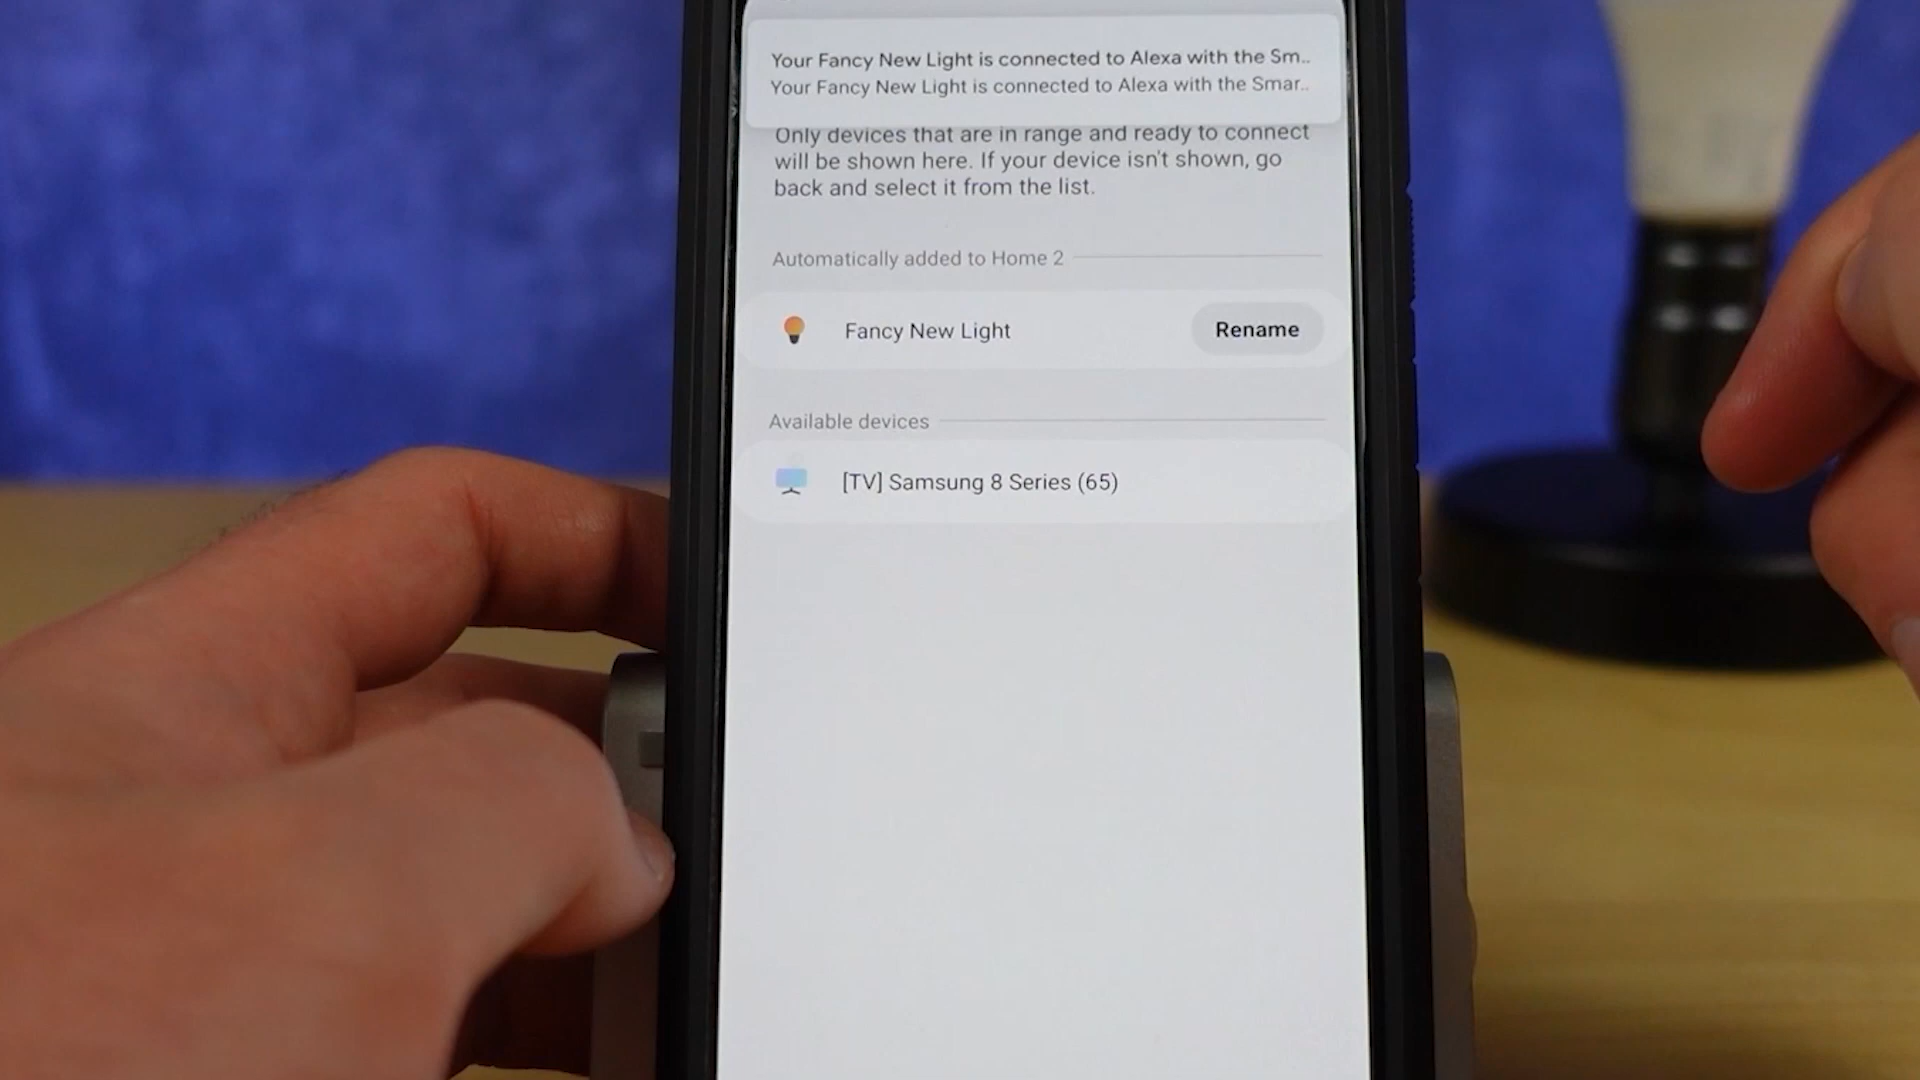 Your Fancy New Light is connected to Alexa with the Sm..
Your Fancy New Light is connected to Alexa with the Smar..
Only devices that are in range and ready to connect
will be shown here. If your device isn't shown, go
back and select it from the list.
Automatically added to Home 2
Fancy New Light
Rename
Available devices
[TV] Samsung 8 Series (65)